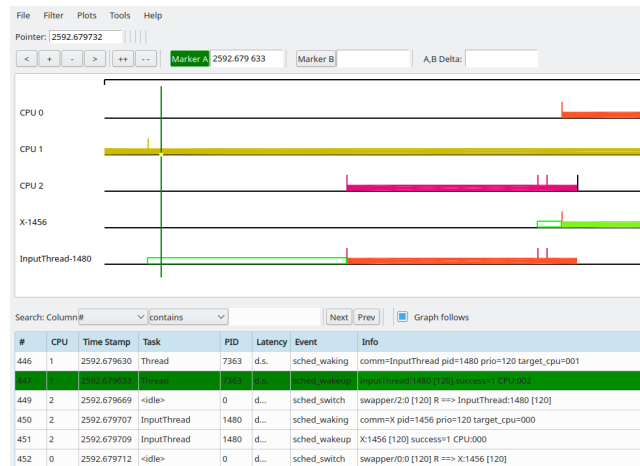 File Filter Plots Tools Help
Pointer: 2592.679732
< + - > ++ -- Marker A 2592.679 633 Marker B A,B Delta:
CPU 0
CPU 1
CPU 2
X-1456
InputThread-1480
Search: Column # contains Next Prev Graph follows
# CPU Time Stamp Task PID Latency Event Info
446 1 2592.679630 Thread 7363 d.s. sched_waking comm=InputThread pid=1480 prio=120 target_cpu=001
447 1 2592.679633 Thread 7363 d.s. sched_wakeup InputThread:1480 [120] success=1 CPU:002
449 2 2592.679669 <idle> 0 d... sched_switch swapper/2:0 [120] R ==> InputThread:1480 [120]
450 2 2592.679707 InputThread 1480 d... sched_waking comm=X pid=1456 prio=120 target_cpu=000
451 2 2592.679709 InputThread 1480 d... sched_wakeup X:1456 [120] success=1 CPU:000
452 0 2592.679712 <idle> 0 d... sched_switch swapper/0:0 [120] R ==> X:1456 [120]